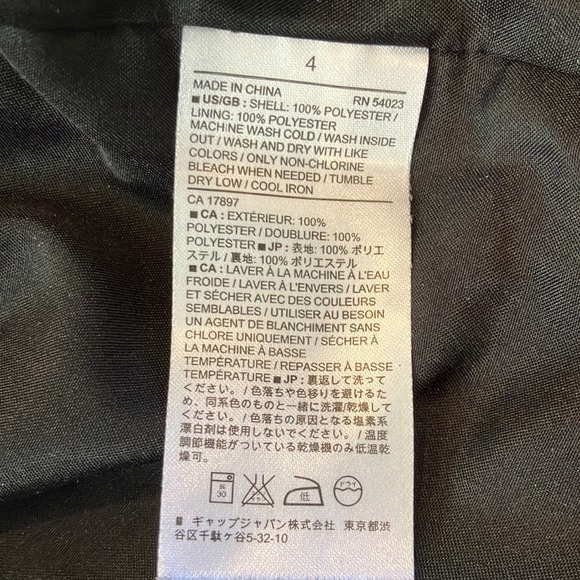 4
MADE IN CHINA RN 54023
■ US/GB : SHELL: 100% POLYESTER /
LINING: 100% POLYESTER
MACHINE WASH COLD / WASH INSIDE
OUT / WASH AND DRY WITH LIKE
COLORS / ONLY NON-CHLORINE
BLEACH WHEN NEEDED / TUMBLE
DRY LOW / COOL IRON
CA 17897
■ CA : EXTÉRIEUR: 100%
POLYESTER / DOUBLURE: 100%
POLYESTER ■ JP : 表地: 100% ポリエ
ステル / 裏地: 100% ポリエステル
■ CA : LAVER À LA MACHINE À L'EAU
FROIDE / LAVER À L'ENVERS / LAVER
ET SÉCHER AVEC DES COULEURS
SEMBLABLES / UTILISER AU BESOIN
UN AGENT DE BLANCHIMENT SANS
CHLORE UNIQUEMENT / SÉCHER À
LA MACHINE À BASSE
TEMPÉRATURE / REPASSER À BASSE
TEMPÉRATURE ■ JP : 裏返して洗って
ください。/ 色落ちや色移りを避けるた
め、同系色のものと一緒に洗濯/乾燥して
ください。/ 色落ちの原因となる塩素系
漂白剤は使用しないでください。/ 温度
調節機能がついている乾燥機のみ低温乾
燥可。
30 低 ドライ
ギャップジャパン株式会社 東京都渋
谷区千駄ヶ谷5-32-10